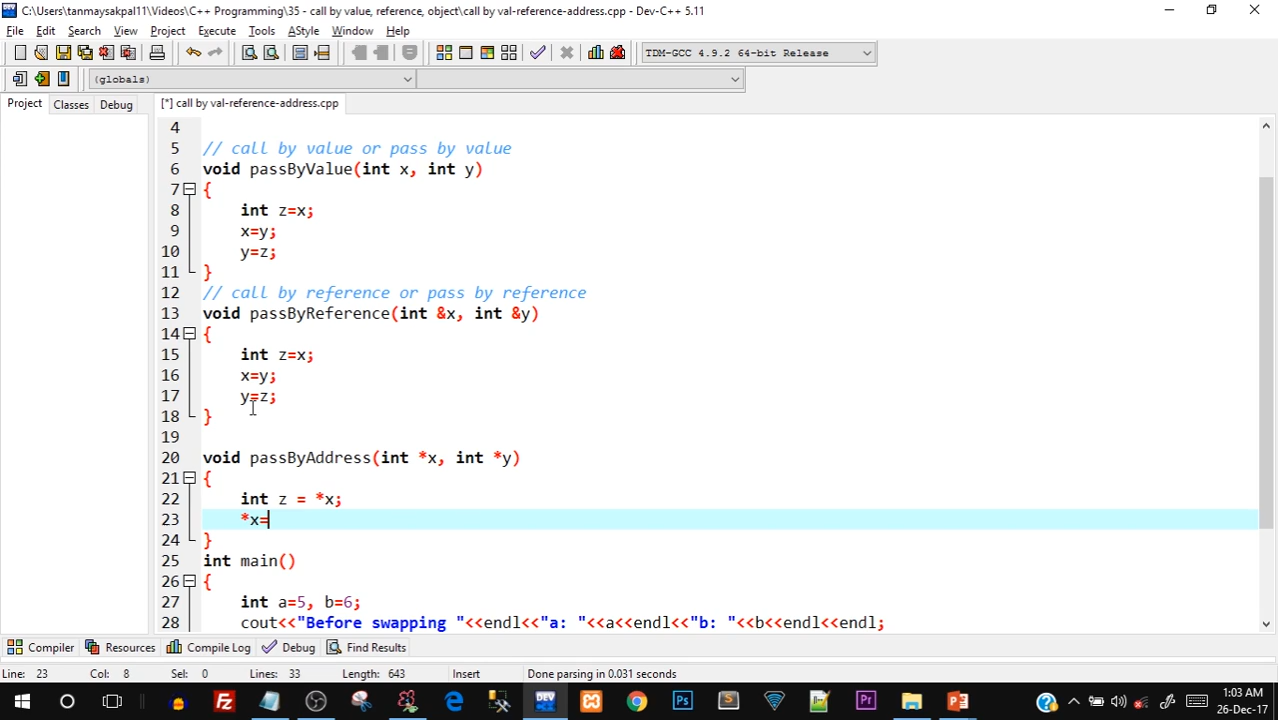 C:\Users\tanmaysakpal11\Videos\C++ Programming\35 - call by value, reference, object\call by val-reference-address.cpp - Dev-C++ 5.11
File Edit Search View Project Execute Tools AStyle Window Help
TDM-GCC 4.9.2 64-bit Release
(globals)
Project Classes Debug [*] call by val-reference-address.cpp
4
5 // call by value or pass by value
6 void passByValue(int x, int y)
7 {
8 int z=x;
9 x=y;
10 y=z;
11 }
12 // call by reference or pass by reference
13 void passByReference(int &x, int &y)
14 {
15 int z=x;
16 x=y;
17 y=z;
18 }
19
20 void passByAddress(int *x, int *y)
21 {
22 int z = *x;
23 *x=
24 }
25 int main()
26 {
27 int a=5, b=6;
28 cout<<"Before swapping "<<endl<<"a: "<<a<<endl<<"b: "<<b<<endl<<endl;
Compiler Resources Compile Log Debug Find Results
Line: 23 Col: 8 Sel: 0 Lines: 33 Length: 643 Insert Done parsing in 0.031 seconds
1:03 AM
26-Dec-17